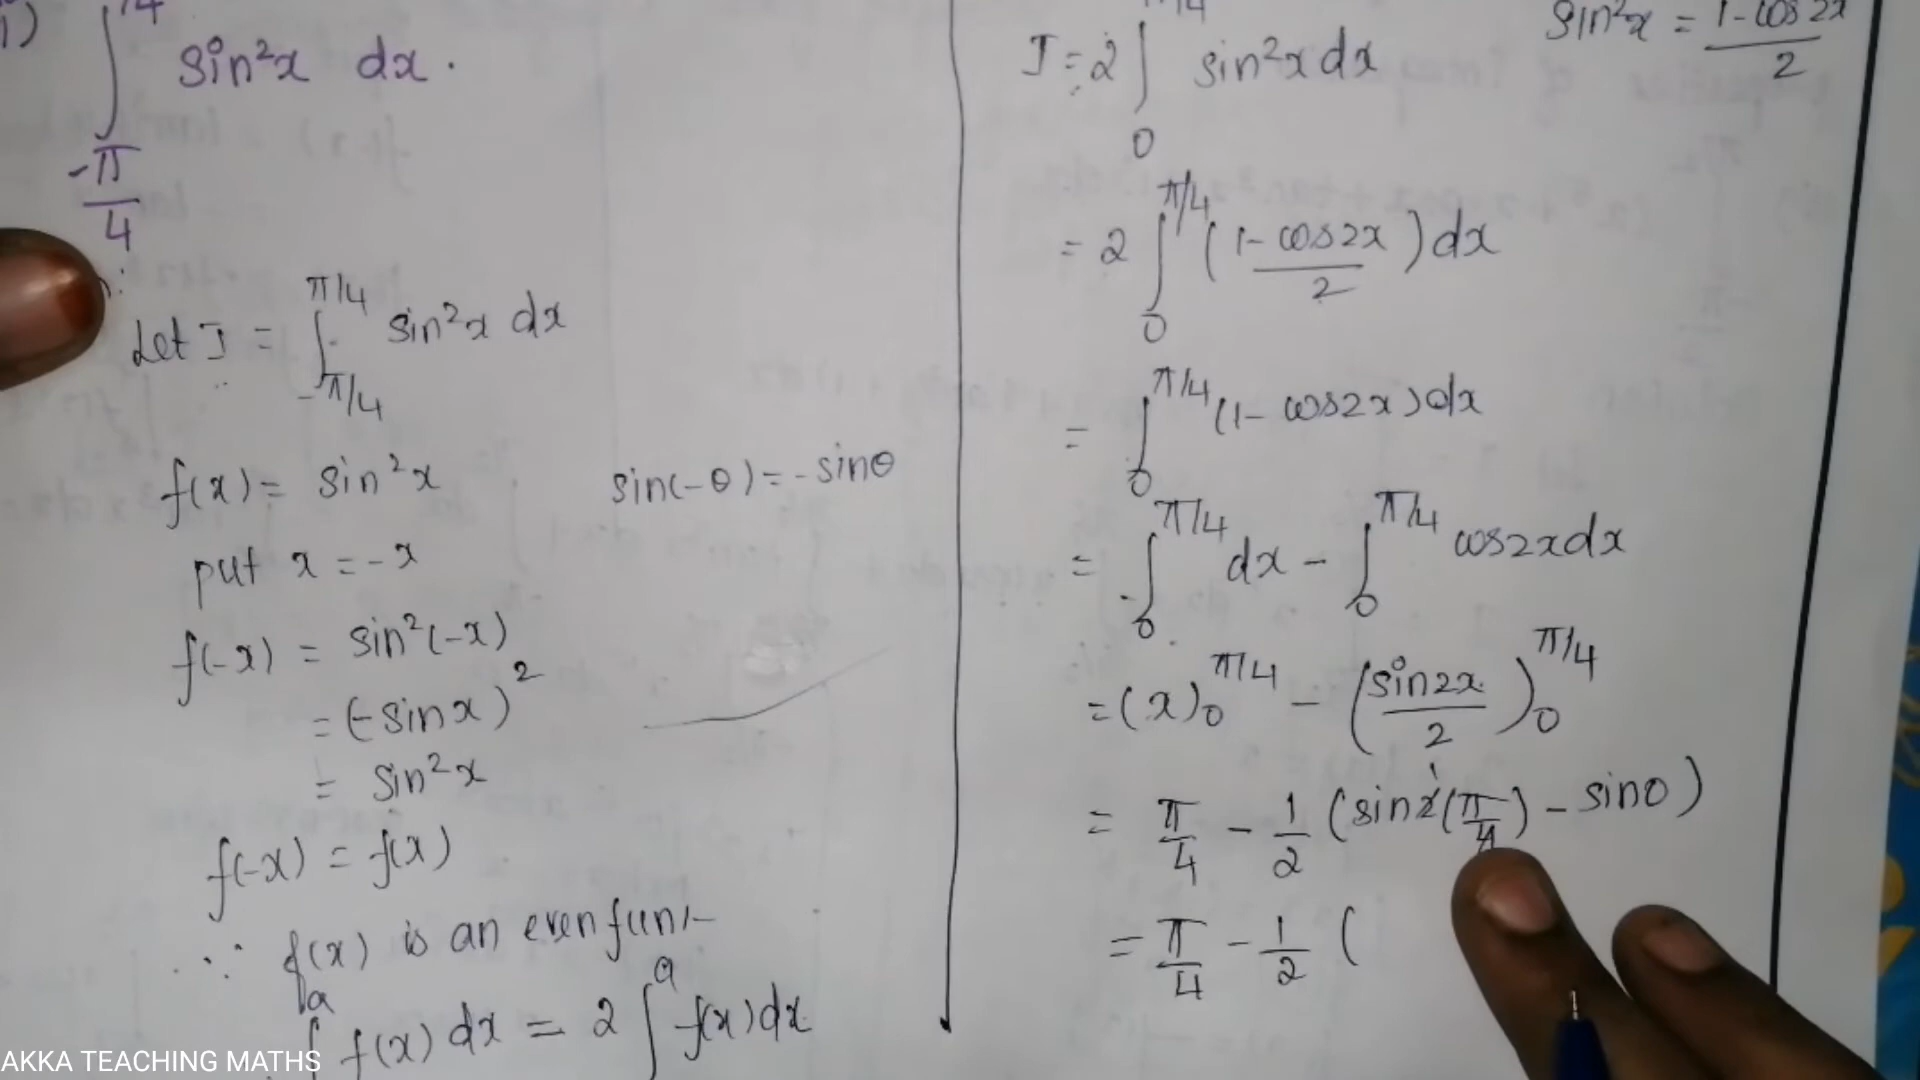 1) ∫_{-π/4}^{π/4} sin²x dx.
Let I = ∫_{-π/4}^{π/4} sin²x dx
f(x) = sin²x sin(-θ) = -sinθ
put x = -x
f(-x) = sin²(-x)
= (-sinx)²
= sin²x
f(-x) = f(x)
∵ f(x) is an even fun/-
∫^{a} f(x) dx = 2 ∫^{a} f(x) dx
sin²x = (1-cos2x)/2
I = 2 ∫_{0}^{π/4} sin²x dx
= 2 ∫_{0}^{π/4} ((1-cos2x)/2) dx
= ∫_{0}^{π/4} (1-cos2x) dx
= ∫_{0}^{π/4} dx - ∫_{0}^{π/4} cos2x dx
= (x)_{0}^{π/4} - (sin2x/2)_{0}^{π/4}
= π/4 - 1/2 (sin2(π/4) - sin0)
= π/4 - 1/2 (
AKKA TEACHING MATHS